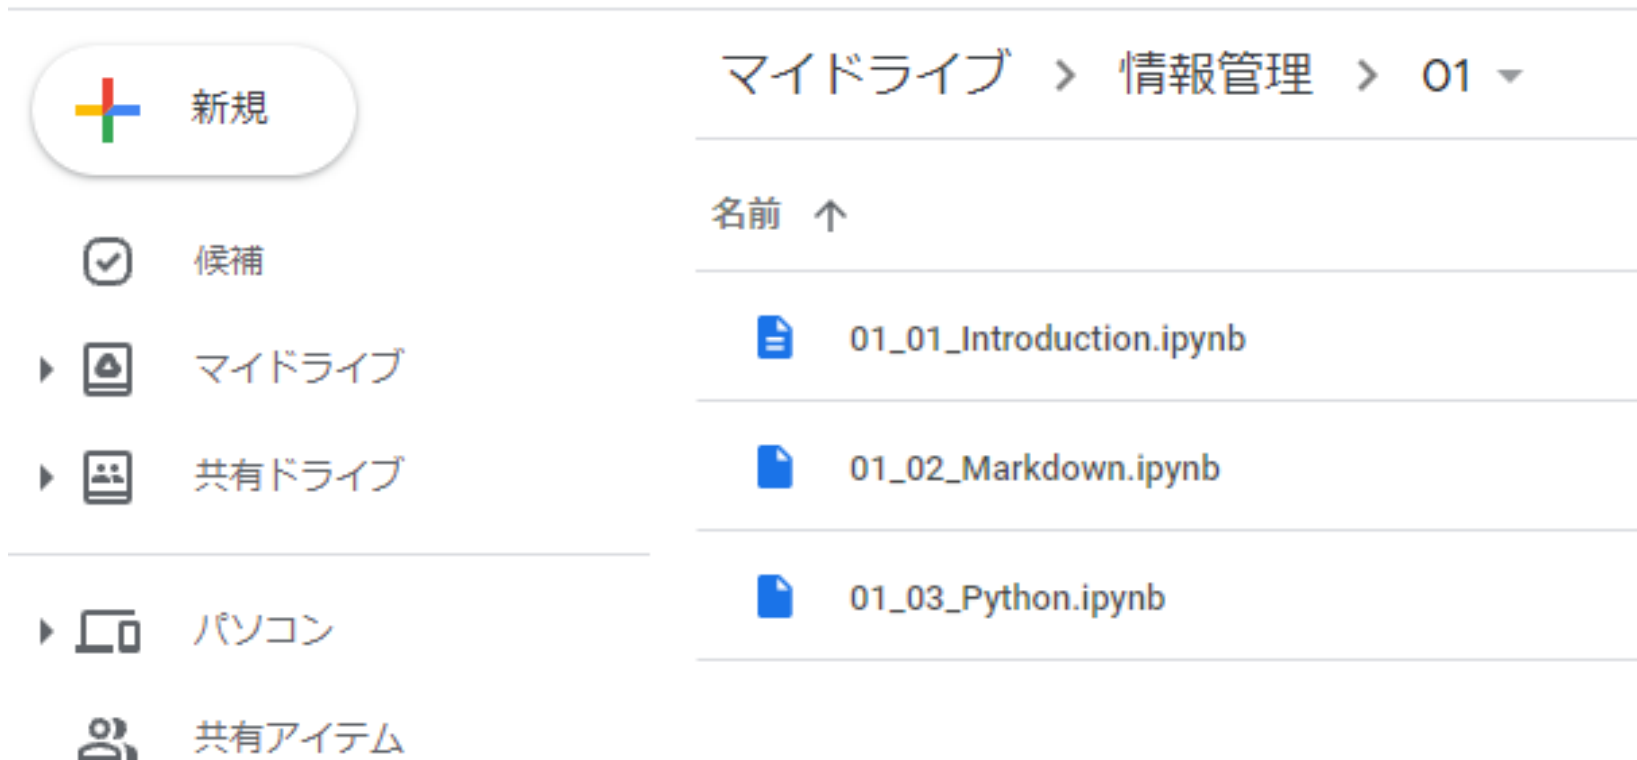 新規
候補
マイドライブ
共有ドライブ
パソコン
共有アイテム
マイドライブ > 情報管理 > 01
名前 ↑
01_01_Introduction.ipynb
01_02_Markdown.ipynb
01_03_Python.ipynb